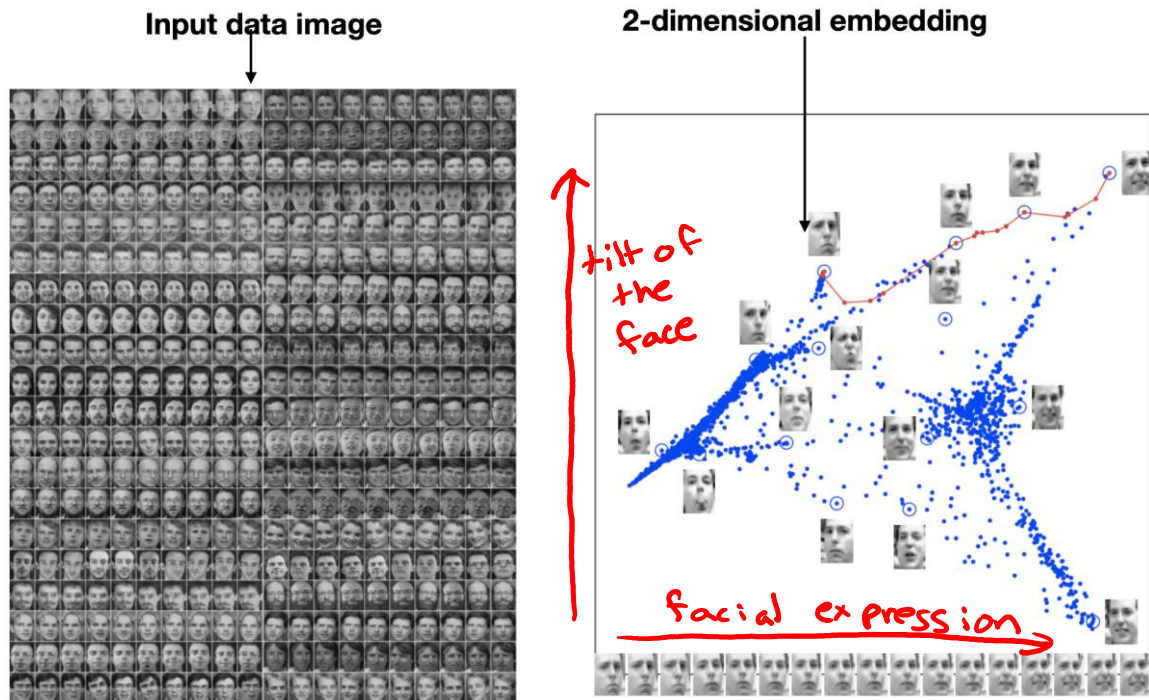 Input data image
2-dimensional embedding
tilt of
the
face
facial expression